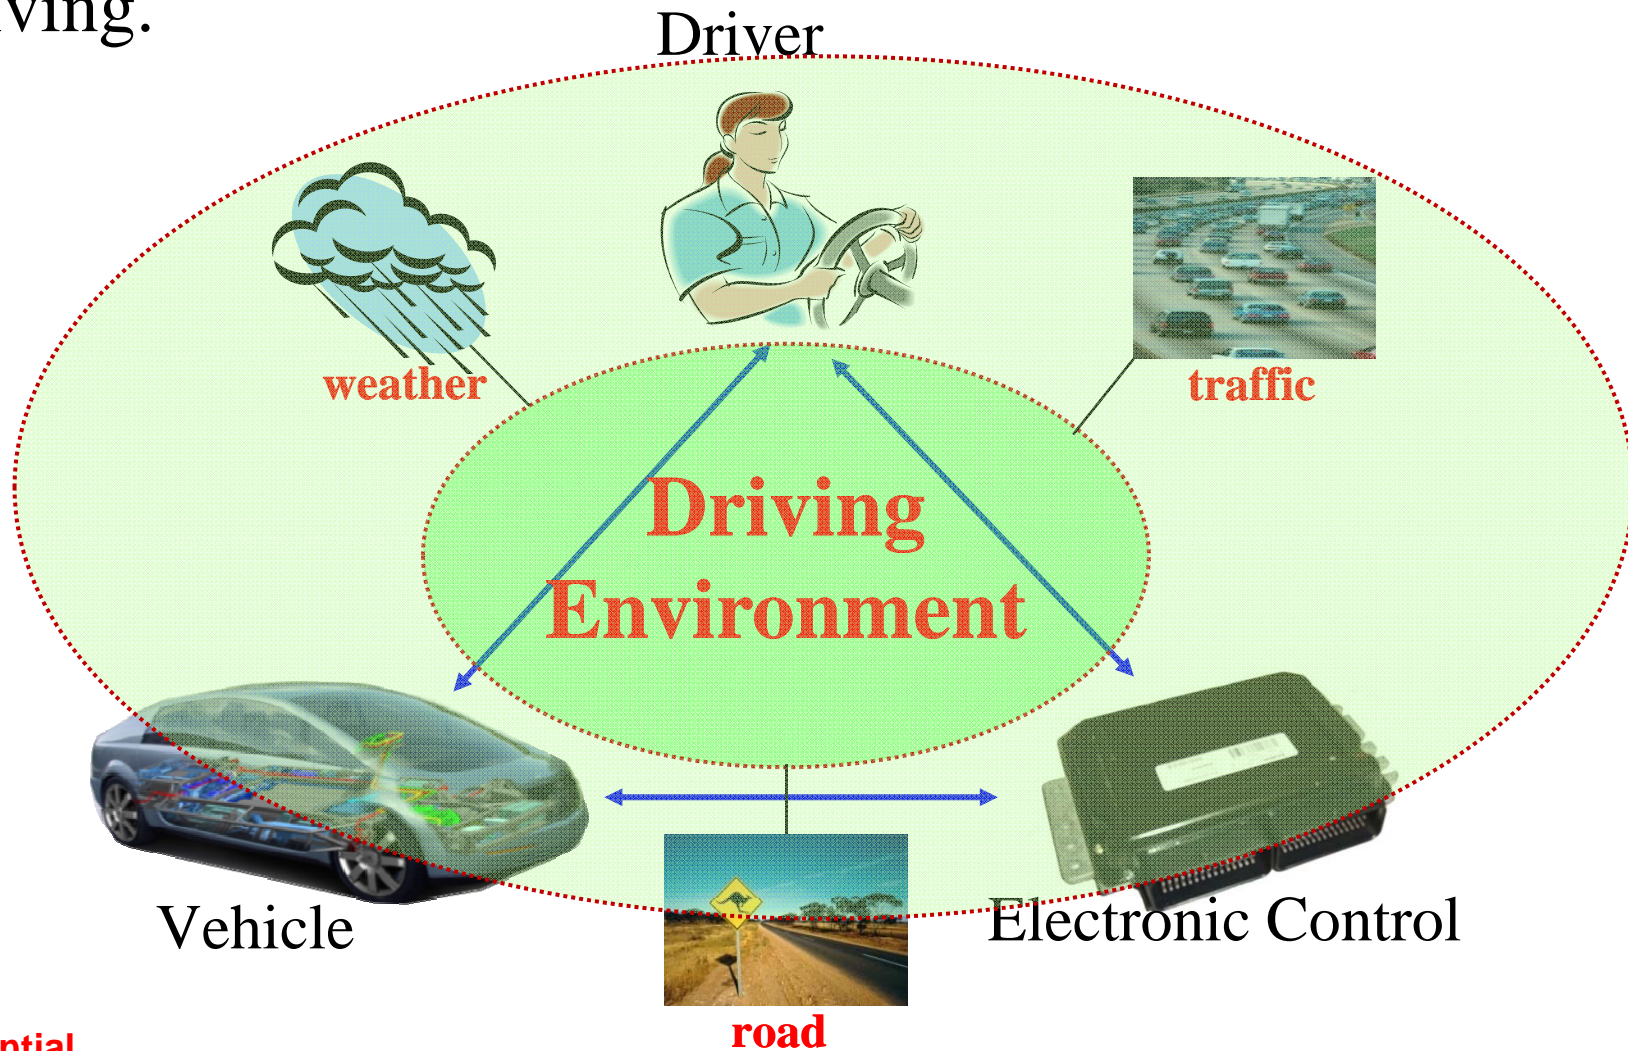 Driver
weather
traffic
Driving
Environment
Vehicle
Electronic Control
road